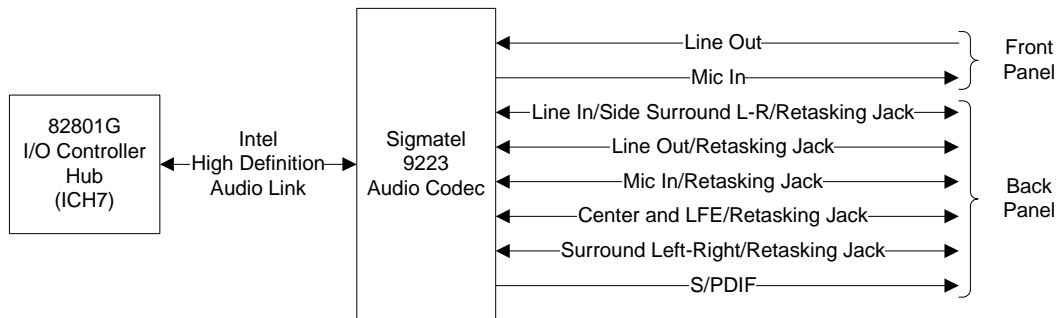 82801G
I/O Controller
Hub
(ICH7)
Intel
High Definition
Audio Link
Sigmatel
9223
Audio Codec
Line Out
Mic In
Front
Panel
Line In/Side Surround L-R/Retasking Jack
Line Out/Retasking Jack
Mic In/Retasking Jack
Center and LFE/Retasking Jack
Surround Left-Right/Retasking Jack
S/PDIF
Back
Panel